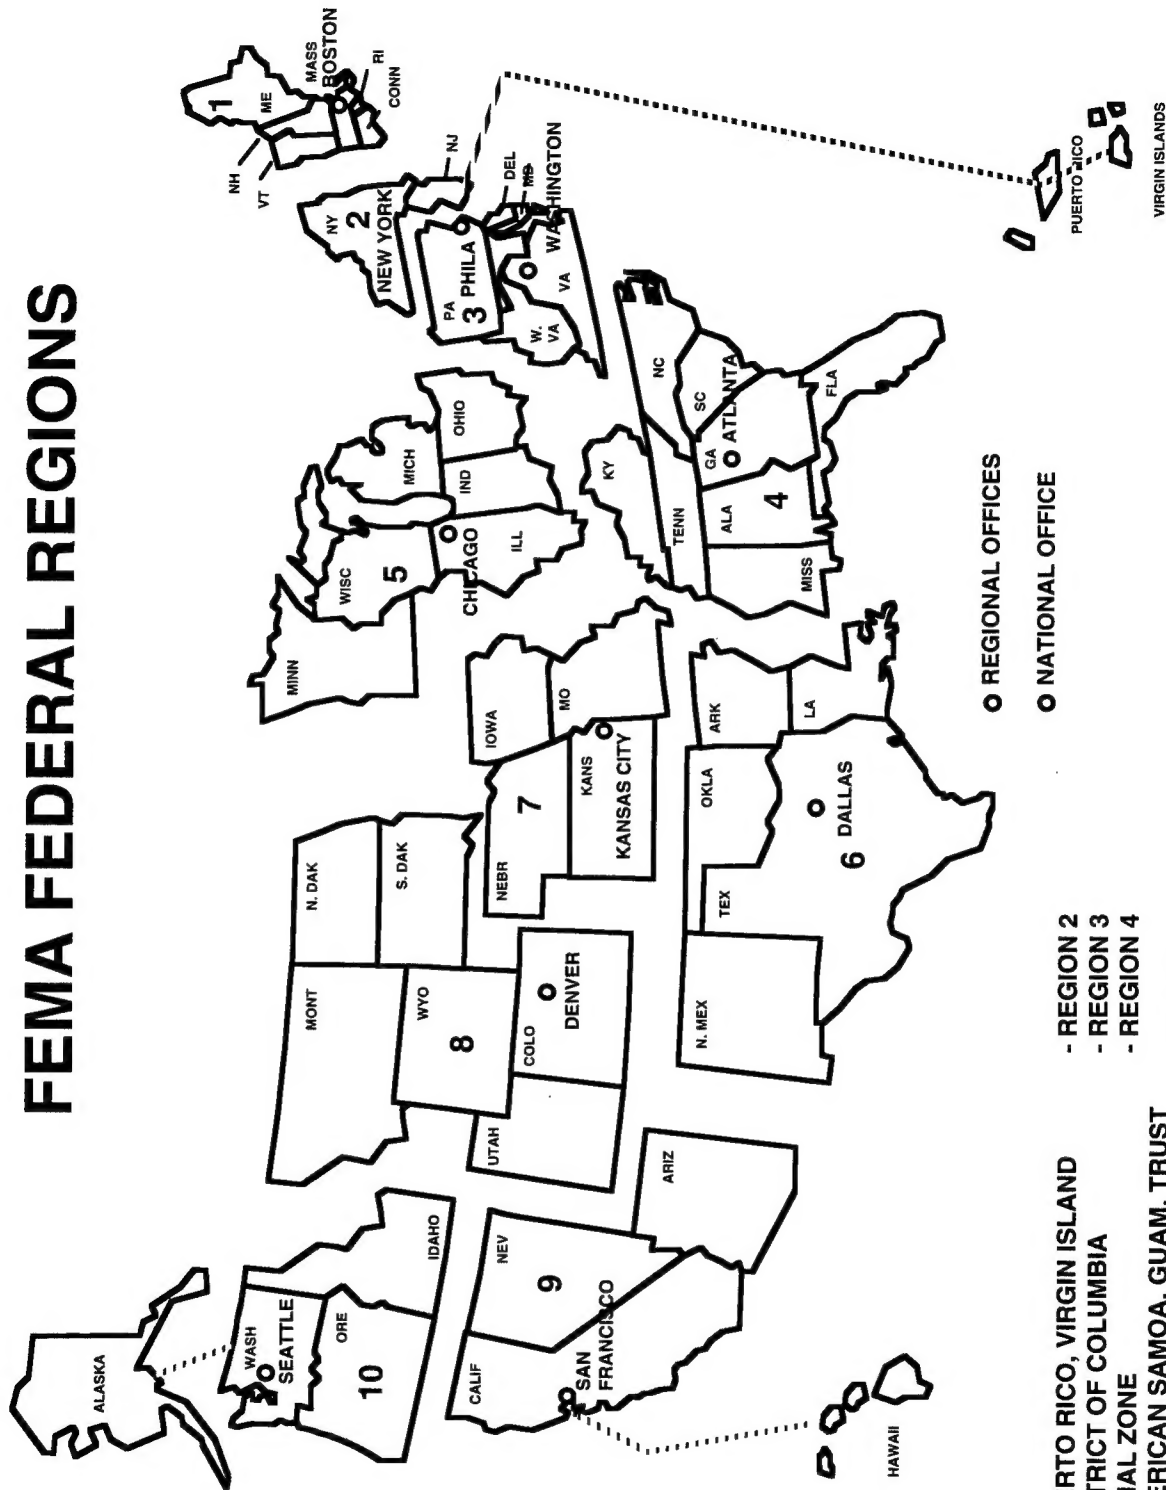 FEMA FEDERAL REGIONS
ALASKA
WASH
SEATTLE
ORE
10
IDAHO
CALIF
NEV
9
SAN
FRANCISCO
ARIZ
HAWAII
MONT
N. DAK
S. DAK
WYO
8
UTAH
COLO
DENVER
N. MEX
TEX
OKLA
ARK
LA
6
DALLAS
NEBR
7
IOWA
KANS
MO
KANSAS CITY
MINN
WISC
5
MICH
CHICAGO
ILL
IND
OHIO
KY
TENN
NC
SC
MISS
ALA
4
GA
ATLANTA
FLA
PA
3 PHILA
W.
VA
VA
DEL
MD
WASHINGTON
NY
2
NEW YORK
NJ
1
ME
NH
VT
MASS
BOSTON
RI
CONN
PUERTO RICO
VIRGIN ISLANDS
REGIONAL OFFICES
NATIONAL OFFICE
RTO RICO, VIRGIN ISLAND - REGION 2
TRICT OF COLUMBIA - REGION 3
AL ZONE - REGION 4
ERICAN SAMOA, GUAM, TRUST